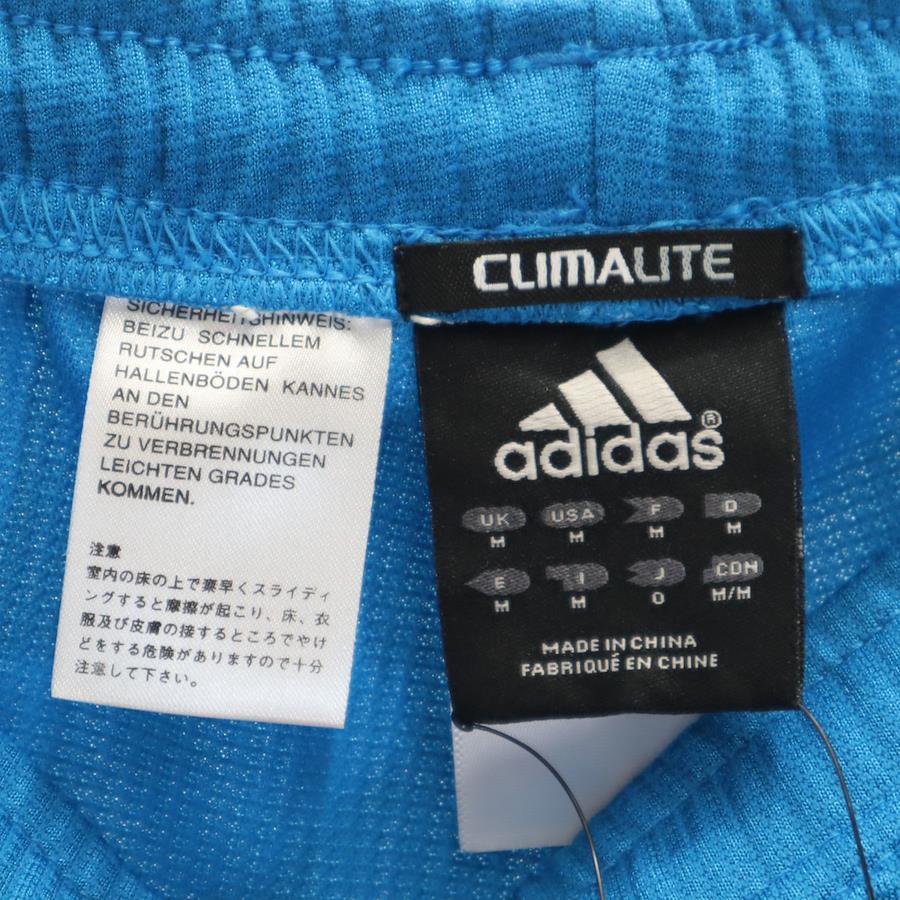 SICHERHEITSHINWEIS:
BEIZU SCHNELLEM
RUTSCHEN AUF
HALLENBÖDEN KANNES
AN DEN
BERÜHRUNGSPUNKTEN
ZU VERBRENNUNGEN
LEICHTEN GRADES
KOMMEN.
注意
室内の床の上で素早くスライディ
ングすると摩擦が起こり、床、衣
服及び皮膚の接するところでやけ
どをする危険がありますので十分
注意して下さい。
CLIMALITE
adidas®
UK USA F D
M M M M
E I J CDN
M M O M/M
MADE IN CHINA
FABRIQUÉ EN CHINE